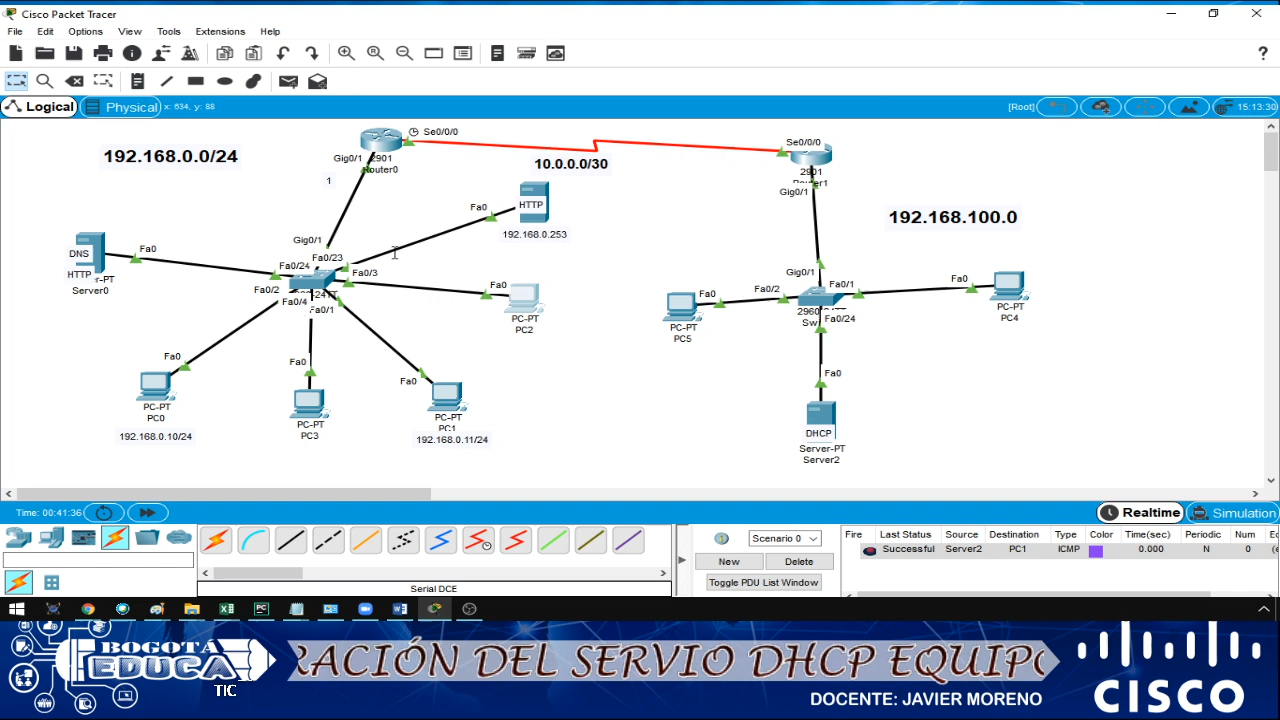 Cisco Packet Tracer
File Edit Options View Tools Extensions Help
Logical Physical x: 634, y: 88 [Root] 15:13:30
Se0/0/0
Gig0/1 2901
Router0
1
192.168.0.0/24
10.0.0.0/30
Se0/0/0
2901
Router1
Gig0/1
192.168.100.0
Fa0 HTTP
192.168.0.253
DNS Fa0
HTTP -PT
Server0
Gig0/1
Fa0/23
Fa0/24
Fa0/3
Fa0/2
Fa0/4
Fa0/1
Fa0
PC-PT
PC2
Gig0/1
Fa0/2
Fa0/1
2960
Fa0/24
Fa0
PC-PT
PC5
Fa0
PC-PT
PC4
Fa0
PC-PT
PC0
192.168.0.10/24
Fa0
PC-PT
PC3
Fa0
PC-PT
PC1
192.168.0.11/24
Fa0
DHCP
Server-PT
Server2
Time: 00:41:36 Realtime Simulation
Scenario 0
New Delete
Toggle PDU List Window
Fire Last Status Source Destination Type Color Time(sec) Periodic Num
Successful Server2 PC1 ICMP 0.000 N 0
Serial DCE
BOGOTÁ
EDUCA
TIC
RACIÓN DEL SERVIO DHCP EQUIPO
DOCENTE: JAVIER MORENO
CISCO